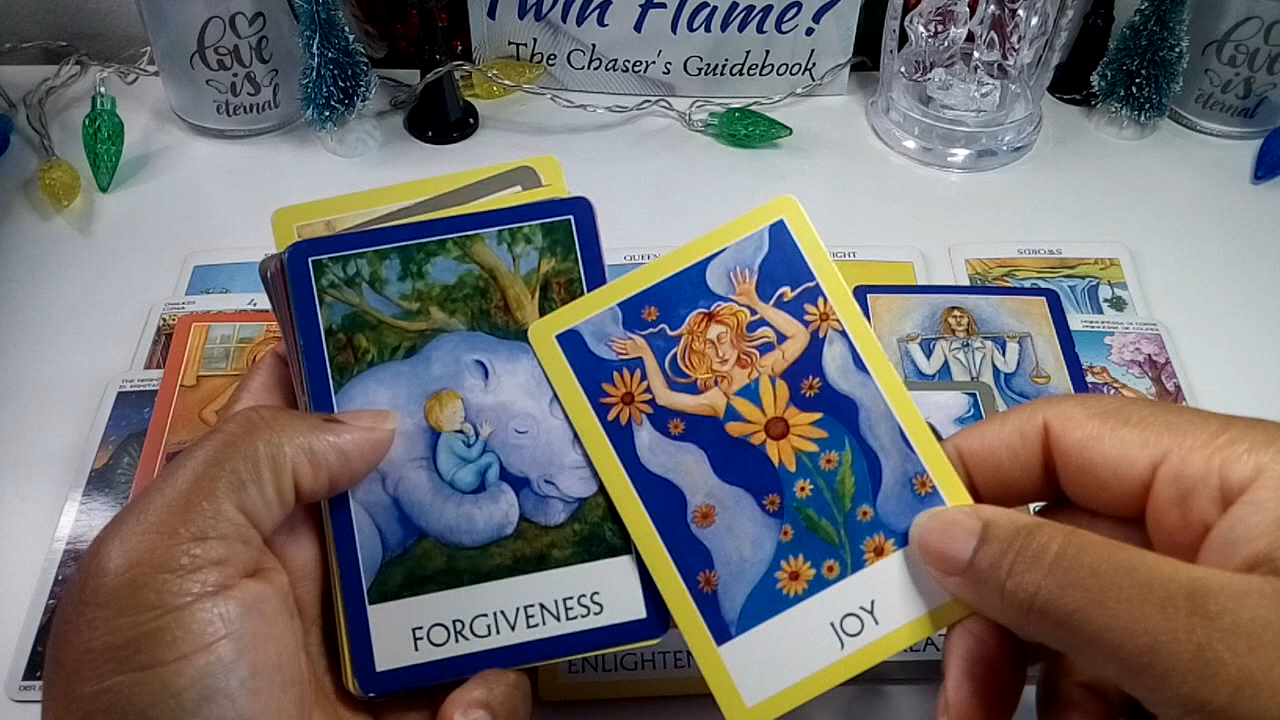 love
is
eternal
Twin Flame?
The Chaser's Guidebook
love
is
eternal
QUEEN
SWORDS
FORGIVENESS
JOY
ENLIGHTEN